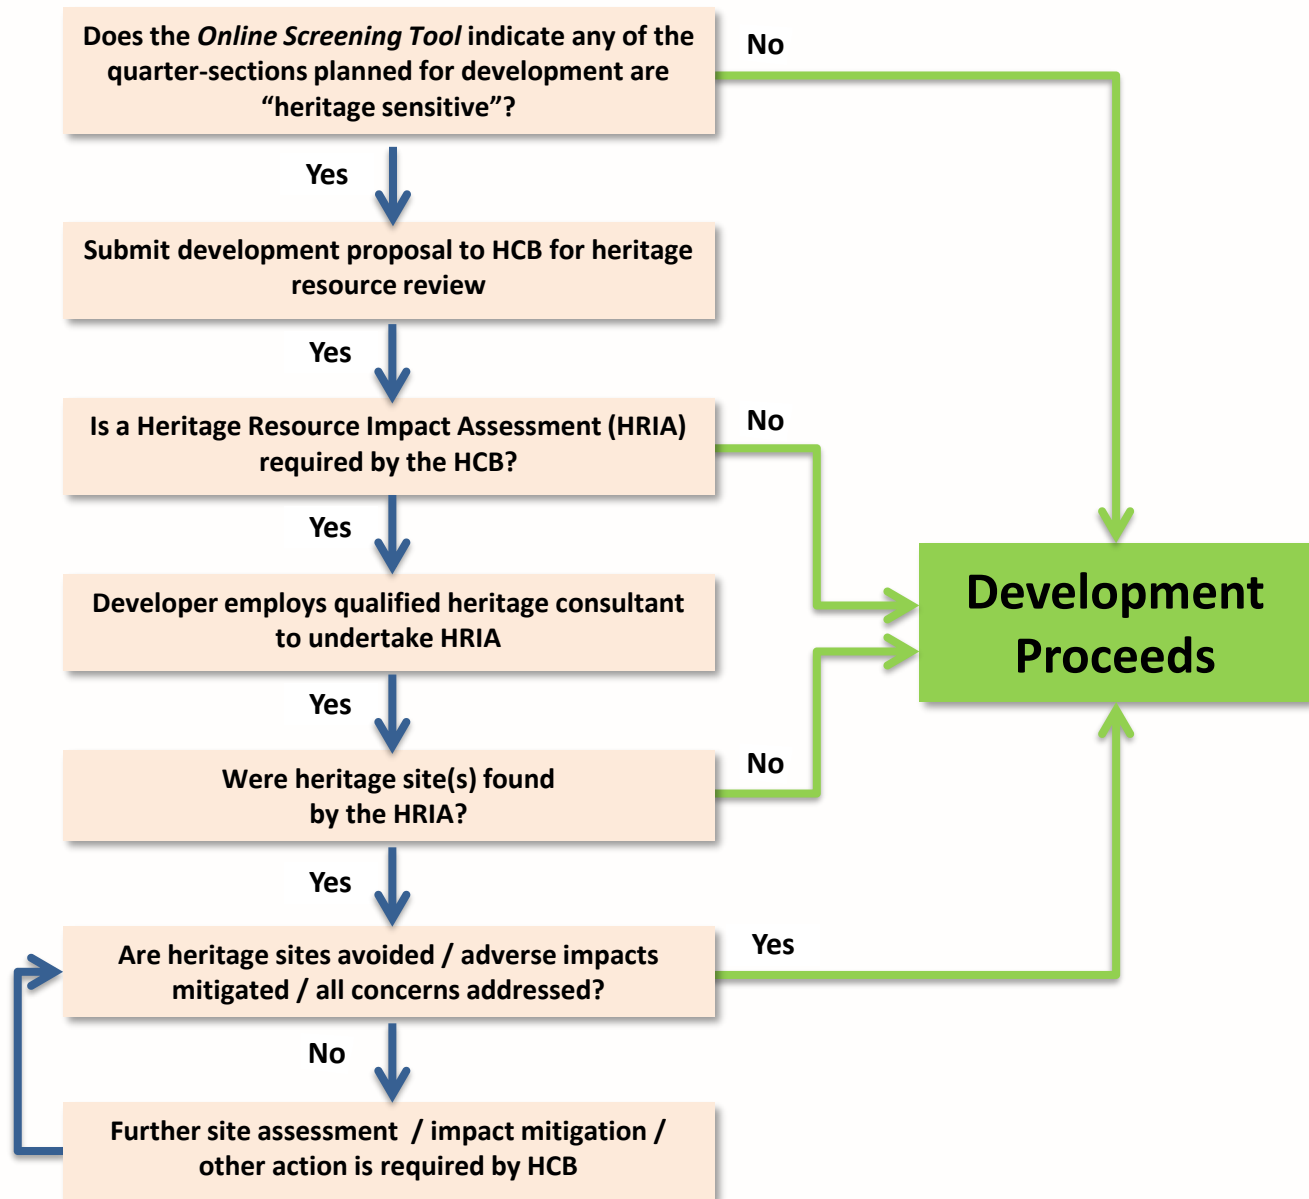 Does the Online Screening Tool indicate any of the
quarter-sections planned for development are
“heritage sensitive”?
No
Yes
Submit development proposal to HCB for heritage
resource review
Yes
Is a Heritage Resource Impact Assessment (HRIA)
required by the HCB?
No
Yes
Developer employs qualified heritage consultant
to undertake HRIA
Development
Proceeds
Yes
Were heritage site(s) found
by the HRIA?
No
Yes
Are heritage sites avoided / adverse impacts
mitigated / all concerns addressed?
Yes
No
Further site assessment / impact mitigation /
other action is required by HCB